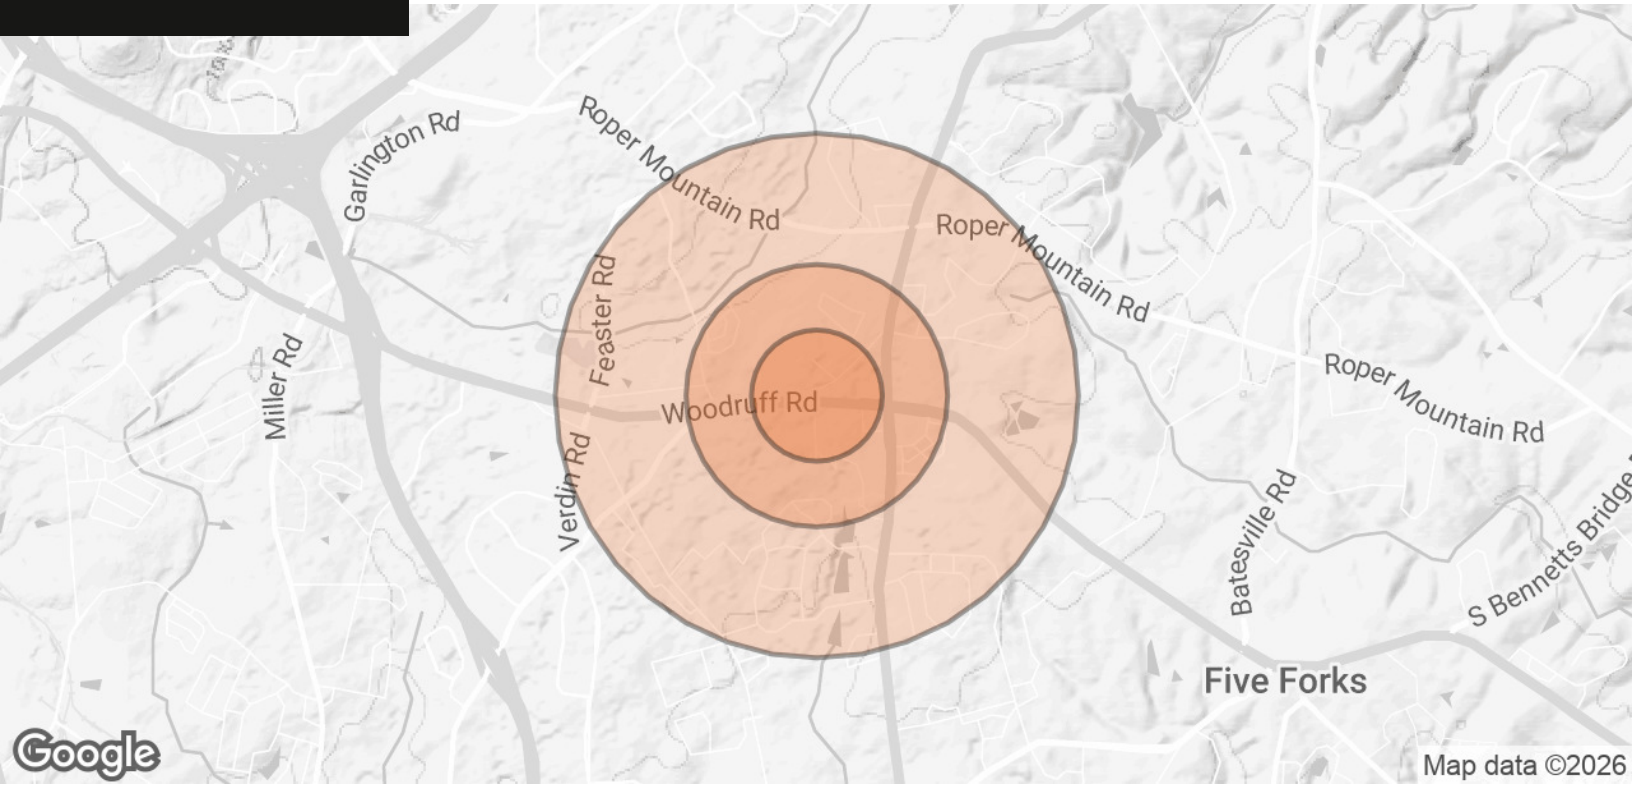 Garlington Rd
Roper Mountain Rd
Roper Mountain Rd
Feaster Rd
Miller Rd
Woodruff Rd
Roper Mountain Rd
Verdin Rd
Batesville Rd
S Bennetts Bridge
Five Forks
Google
Map data ©2026